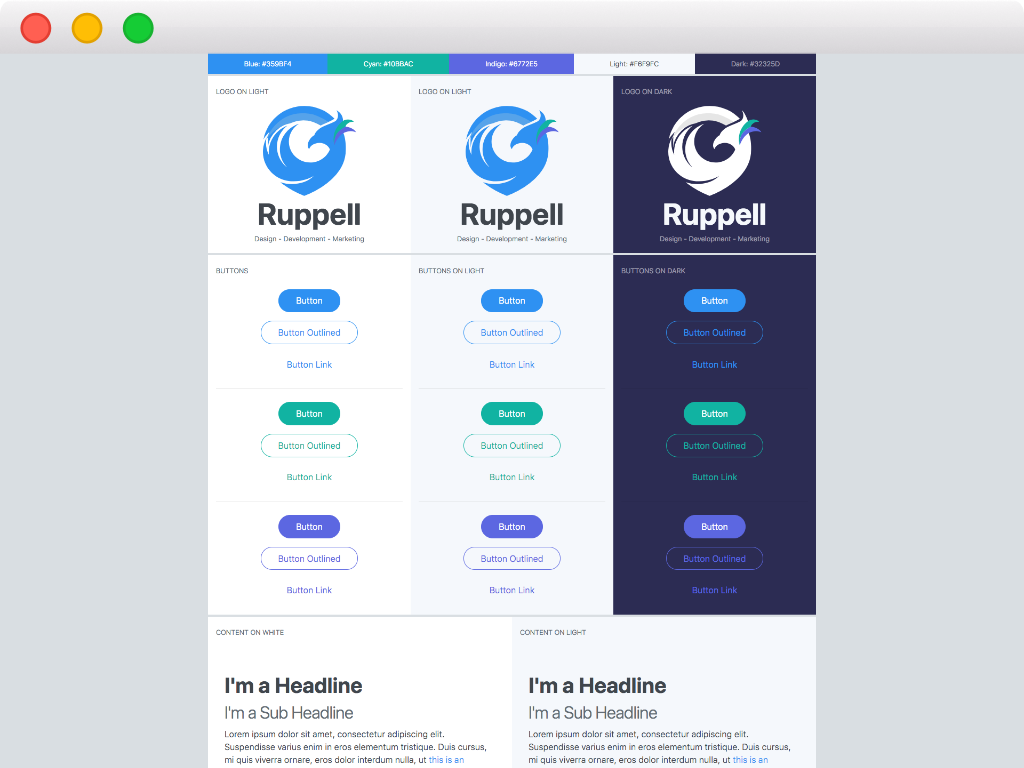 Blue: #359BF4
Cyen: #10BBAC
Indigo: #6772E5
Light: #F6F9FC
Dark: #32325D
LOGO ON LIGHT
LOGO ON LIGHT
LOGO ON DARK
Ruppell
Ruppell
Ruppell
Design - Development - Marketing
Design - Development - Marketing
Design - Development - Marketing
BUTTONS
BUTTONS ON LIGHT
BUTTONS ON DARK
Button
Button
Button
Button Outlined
Button Outlined
Button Outlined
Button Link
Button Link
Button Link
Button
Button
Button
Button Outlined
Button Outlined
Button Outlined
Button Link
Button Link
Button Link
Button
Button
Button
Button Outlined
Button Outlined
Button Outlined
Button Link
Button Link
Button Link
CONTENT ON WHITE
I'm a Headline
I'm a Sub Headline
Lorem ipsum dolor sit amet, consectetur adipiscing elit.
Suspendisse varius enim in eros elementum tristique. Duis cursus,
mi quis viverra ornare, eros dolor interdum nulla, ut this is an
CONTENT ON LIGHT
I'm a Headline
I'm a Sub Headline
Lorem ipsum dolor sit amet, consectetur adipiscing elit.
Suspendisse varius enim in eros elementum tristique. Duis cursus,
mi quis viverra ornare, eros dolor interdum nulla, ut this is an